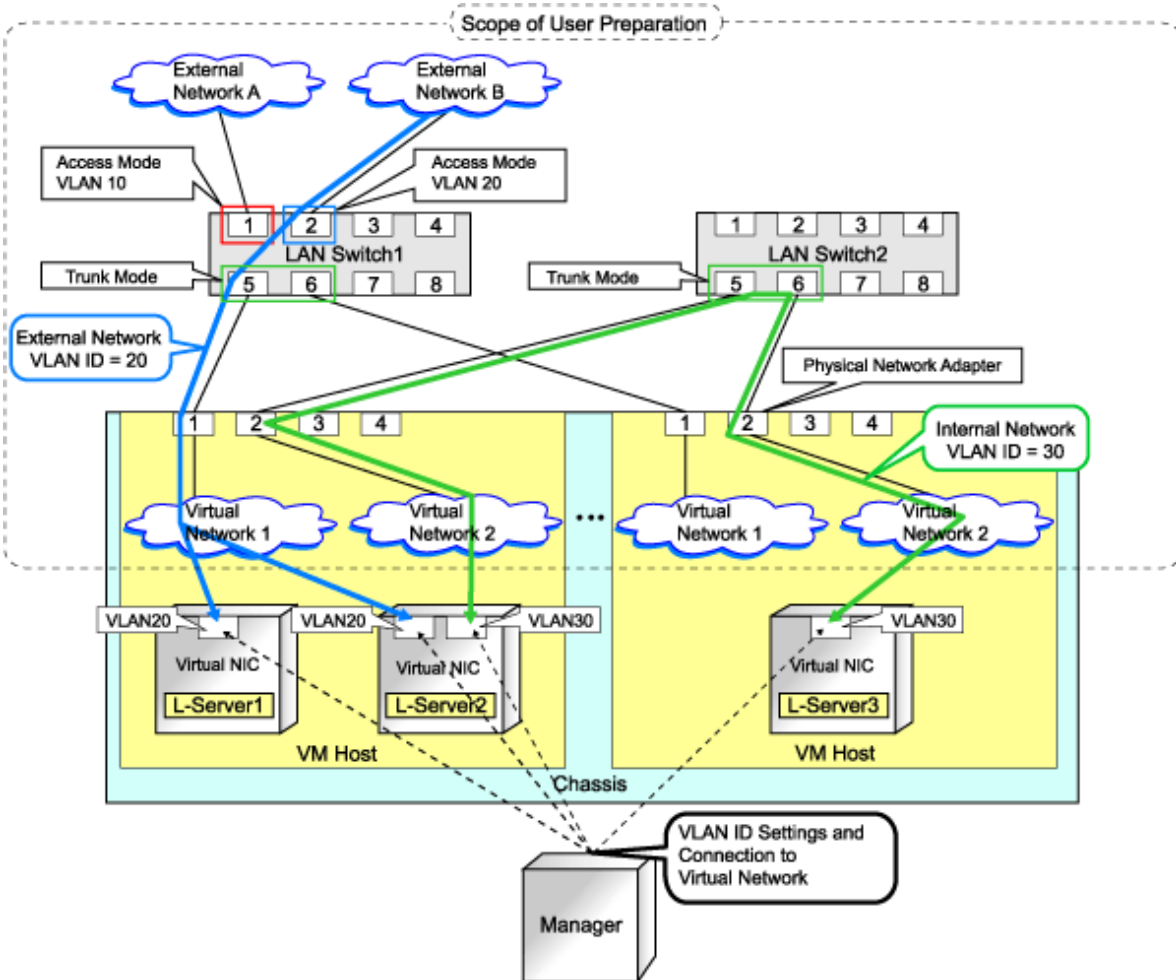 Scope of User Preparation
External
Network A
External
Network B
Access Mode
VLAN 10
Access Mode
VLAN 20
1 2 3 4
LAN Switch1
Trunk Mode
5 6 7 8
1 2 3 4
LAN Switch2
Trunk Mode
5 6 7 8
External Network
VLAN ID = 20
Physical Network Adapter
1 2 3 4
1 2 3 4
Internal Network
VLAN ID = 30
Virtual
Network 1
Virtual
Network 2
...
Virtual
Network 1
Virtual
Network 2
VLAN20
Virtual NIC
L-Server1
VLAN20
VLAN30
Virtual NIC
L-Server2
VM Host
VLAN30
Virtual NIC
L-Server3
VM Host
Chassis
VLAN ID Settings and
Connection to
Virtual Network
Manager